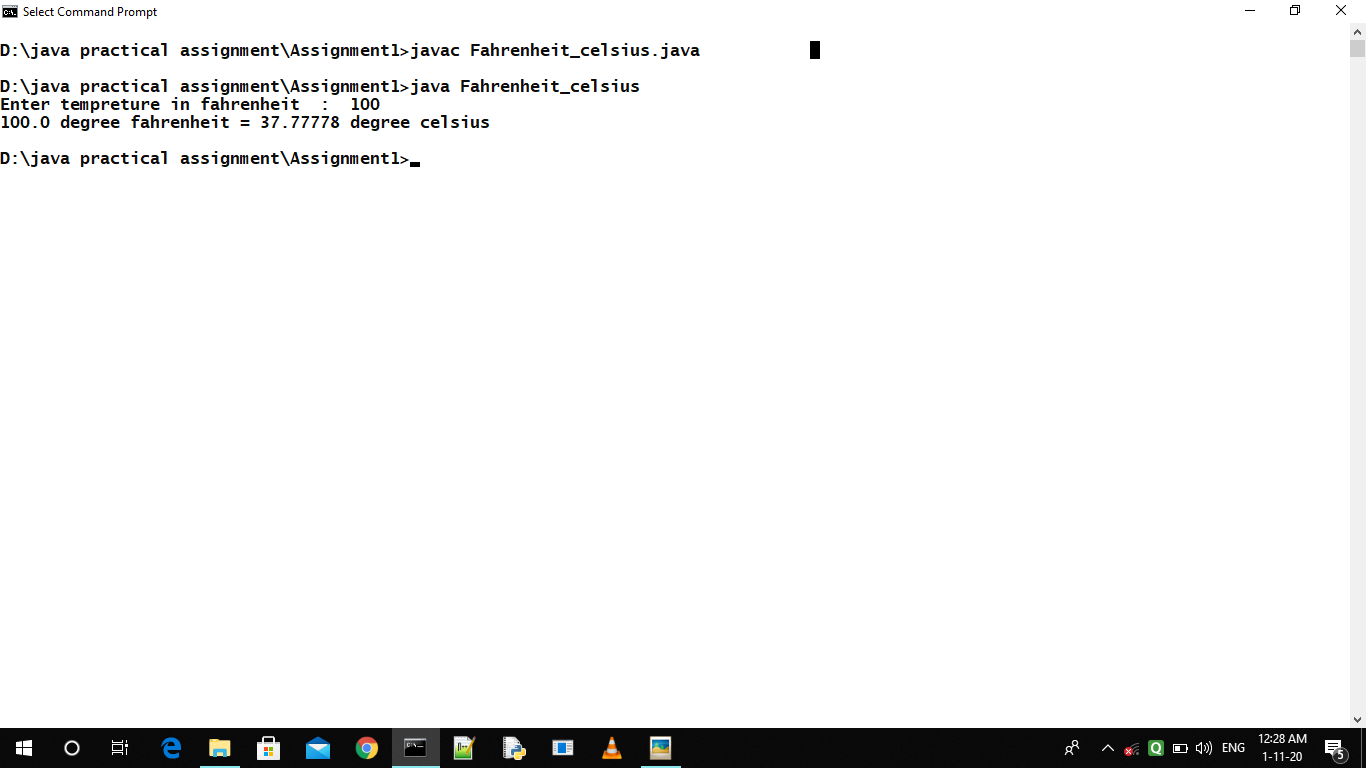 Select Command Prompt
D:\java practical assignment\Assignment1>javac Fahrenheit_celsius.java
D:\java practical assignment\Assignment1>java Fahrenheit_celsius
Enter tempreture in fahrenheit  :  100
100.0 degree fahrenheit = 37.77778 degree celsius
D:\java practical assignment\Assignment1>
ENG
12:28 AM
1-11-20
5